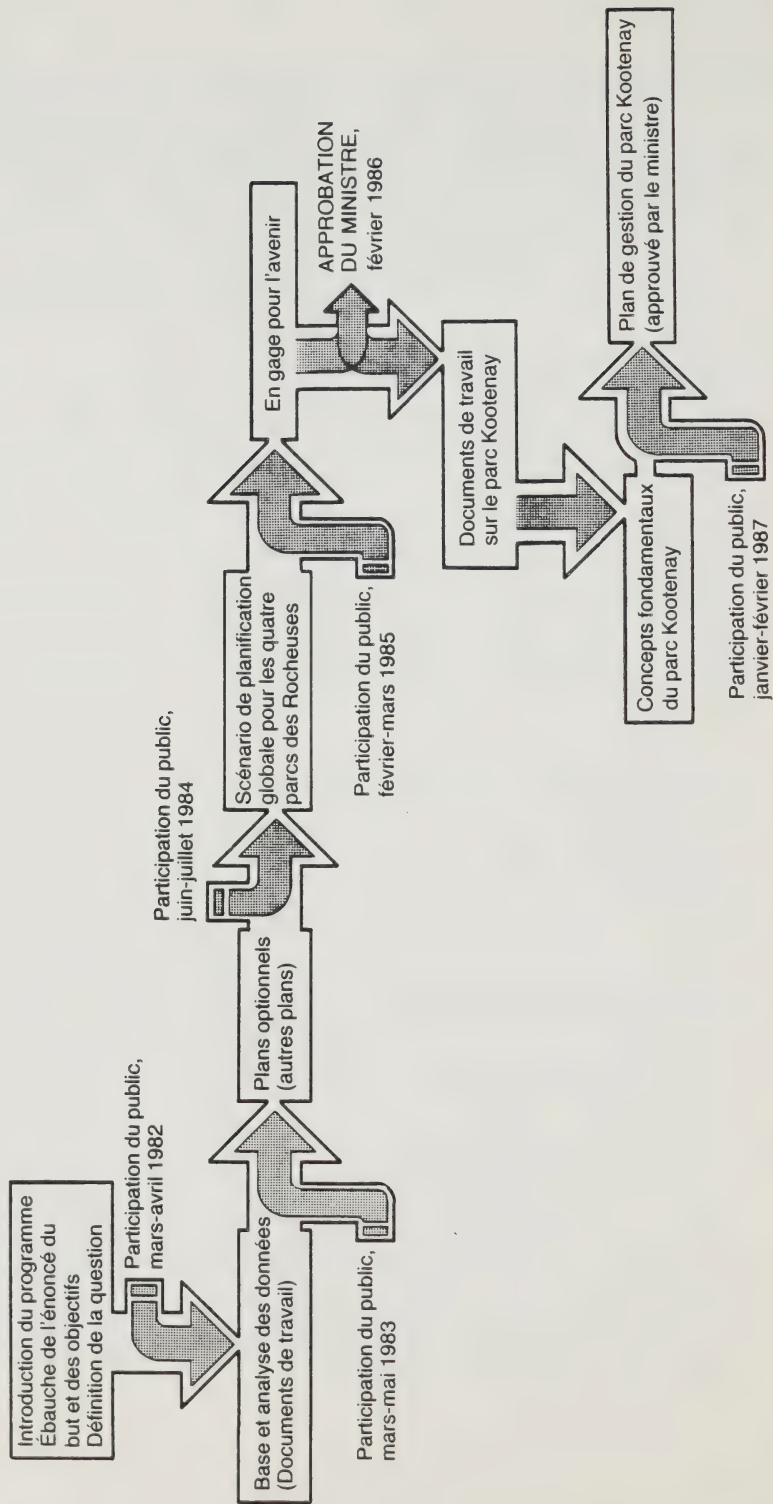 Introduction du programme
Ébauche de l'énoncé du
but et des objectifs
Définition de la question
Participation du public,
mars-avril 1982
Base et analyse des données
(Documents de travail)
Participation du public,
mars-mai 1983
Plans optionnels
(autres plans)
Participation du public,
juin-juillet 1984
Scénario de planification
globale pour les quatre
parcs des Rocheuses
Participation du public,
février-mars 1985
En gage pour l'avenir
APPROBATION
DU MINISTRE,
février 1986
Documents de travail
sur le parc Kootenay
Concepts fondamentaux
du parc Kootenay
Participation du public,
janvier-février 1987
Plan de gestion du parc Kootenay
(approuvé par le ministre)